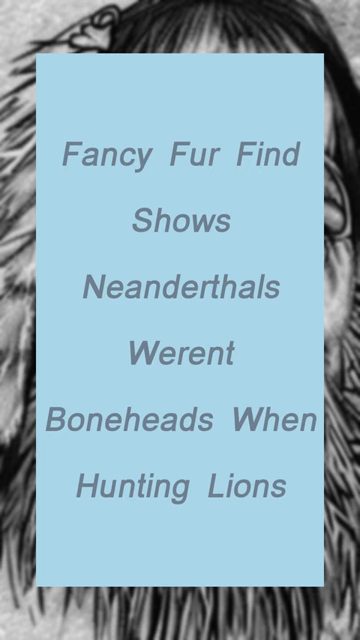 Fancy Fur Find
Shows
Neanderthals
Werent
Boneheads When
Hunting Lions